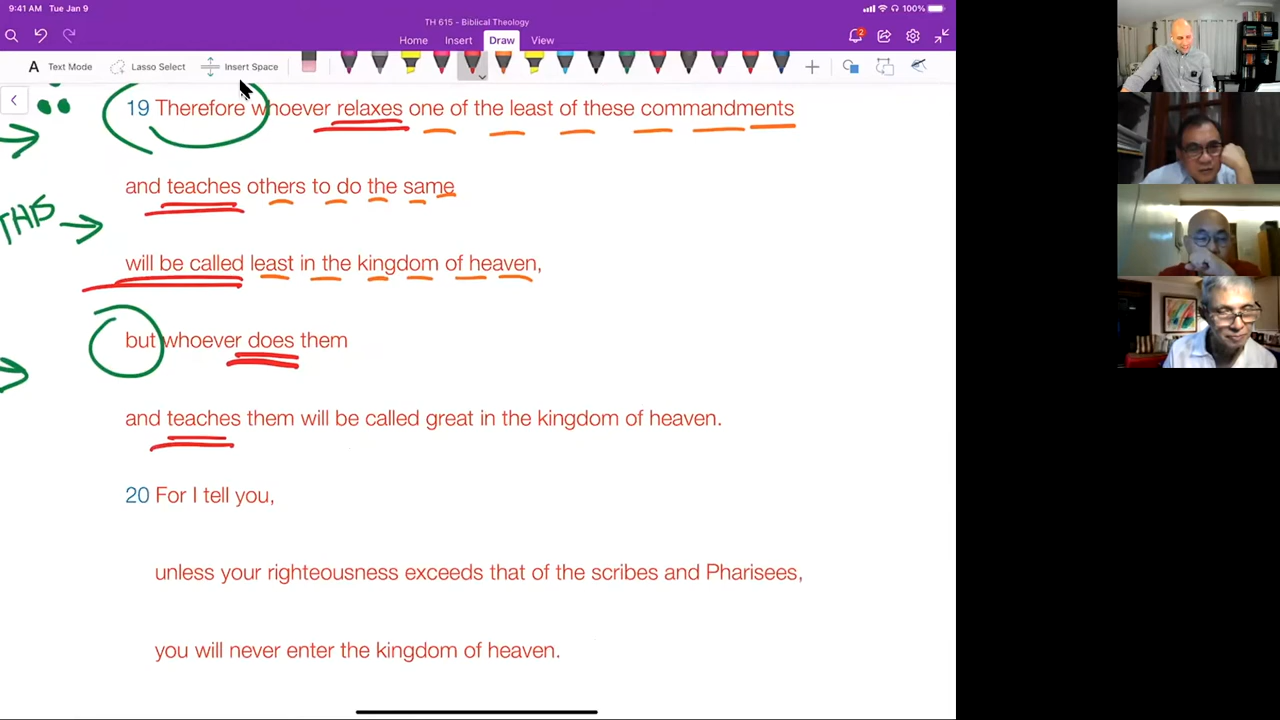 9:41 AM Tue Jan 9
100%
TH 615 - Biblical Theology
Home Insert Draw View
2
A Text Mode Lasso Select Insert Space
19 Therefore whoever relaxes one of the least of these commandments
and teaches others to do the same
THIS
will be called least in the kingdom of heaven,
but whoever does them
and teaches them will be called great in the kingdom of heaven.
20 For I tell you,
unless your righteousness exceeds that of the scribes and Pharisees,
you will never enter the kingdom of heaven.